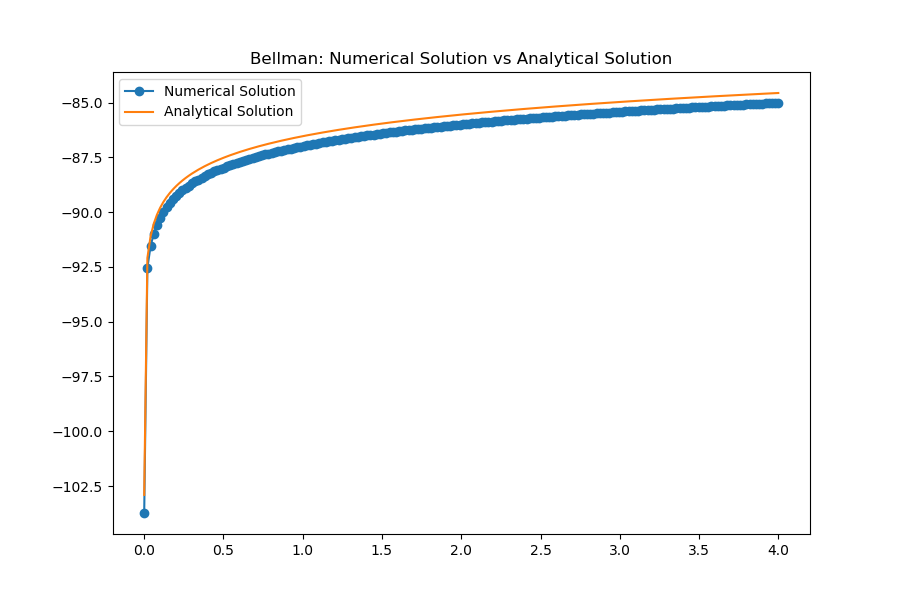 Bellman: Numerical Solution vs Analytical Solution
Numerical Solution
Analytical Solution
−85.0
−87.5
−90.0
−92.5
−95.0
−97.5
−100.0
−102.5
0.0 0.5 1.0 1.5 2.0 2.5 3.0 3.5 4.0